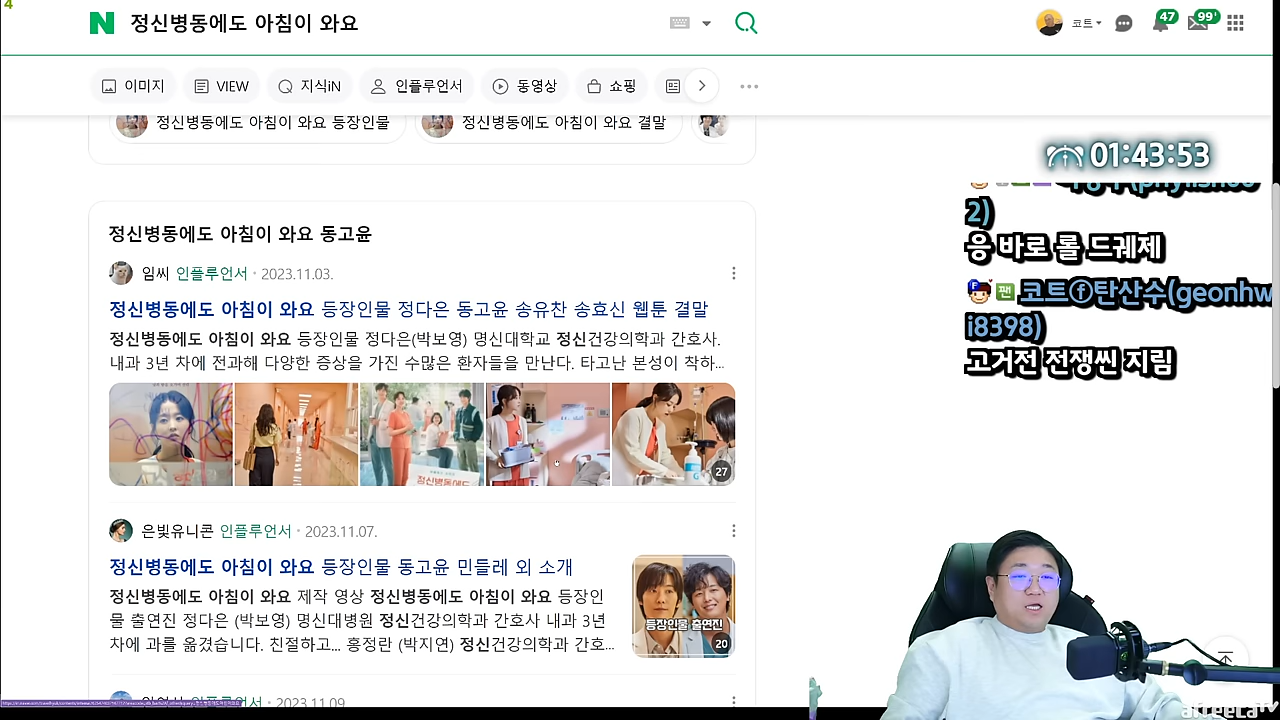 4
N 정신병동에도 아침이 와요
코트
47
99+
이미지 VIEW 지식iN 인플루언서 동영상 쇼핑
정신병동에도 아침이 와요 등장인물 정신병동에도 아침이 와요 결말
01:43:53
2)
응 바로 롤 드궤제
팬 코트ⓕ탄산수(geonhw
i8398)
고거전 전쟁씬 지림
정신병동에도 아침이 와요 동고윤
임씨 인플루언서 · 2023.11.03.
정신병동에도 아침이 와요 등장인물 정다은 동고윤 송유찬 송효신 웹툰 결말
정신병동에도 아침이 와요 등장인물 정다은(박보영) 명신대학교 정신건강의학과 간호사.
내과 3년 차에 전과해 다양한 증상을 가진 수많은 환자들을 만난다. 타고난 본성이 착하...
정신병동에도
27
은빛유니콘 인플루언서 · 2023.11.07.
정신병동에도 아침이 와요 등장인물 동고윤 민들레 외 소개
정신병동에도 아침이 와요 제작 영상 정신병동에도 아침이 와요 등장인
물 출연진 정다은 (박보영) 명신대병원 정신건강의학과 간호사 내과 3년
차에 과를 옮겼습니다. 친절하고... 홍정란 (박지연) 정신건강의학과 간호...
등장인물 출연진
20
인플루언서 · 2023.11.09.
afreecaTV